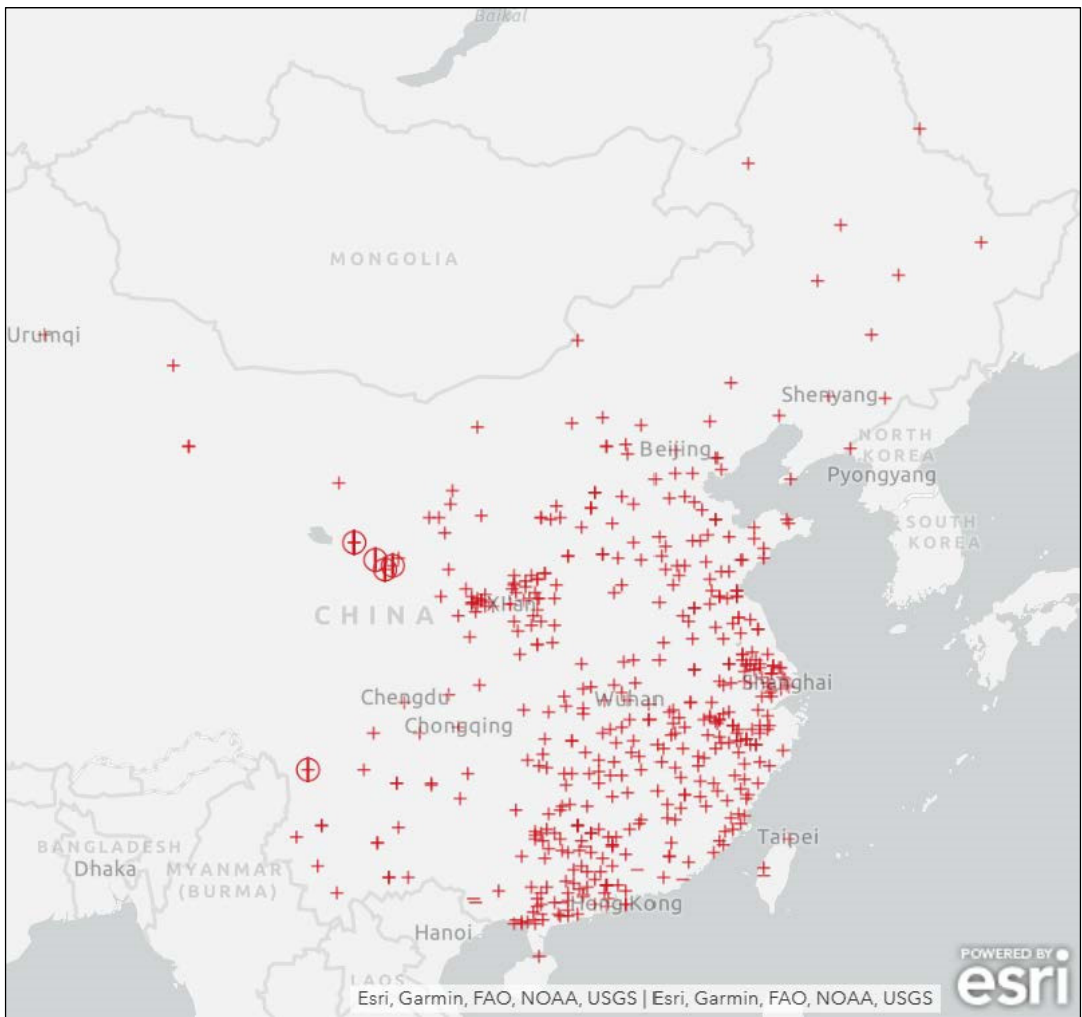 Baikal
MONGOLIA
Urumqi
Shenyang
Beijing
NORTH
KOREA
Pyongyang
SOUTH
KOREA
CHINA
Xi'an
Shanghai
Chengdu
Wuhan
Chongqing
Taipei
BANGLADESH
Dhaka
MYANMAR
(BURMA)
Hong Kong
Hanoi
LAOS
POWERED BY
esri
Esri, Garmin, FAO, NOAA, USGS | Esri, Garmin, FAO, NOAA, USGS